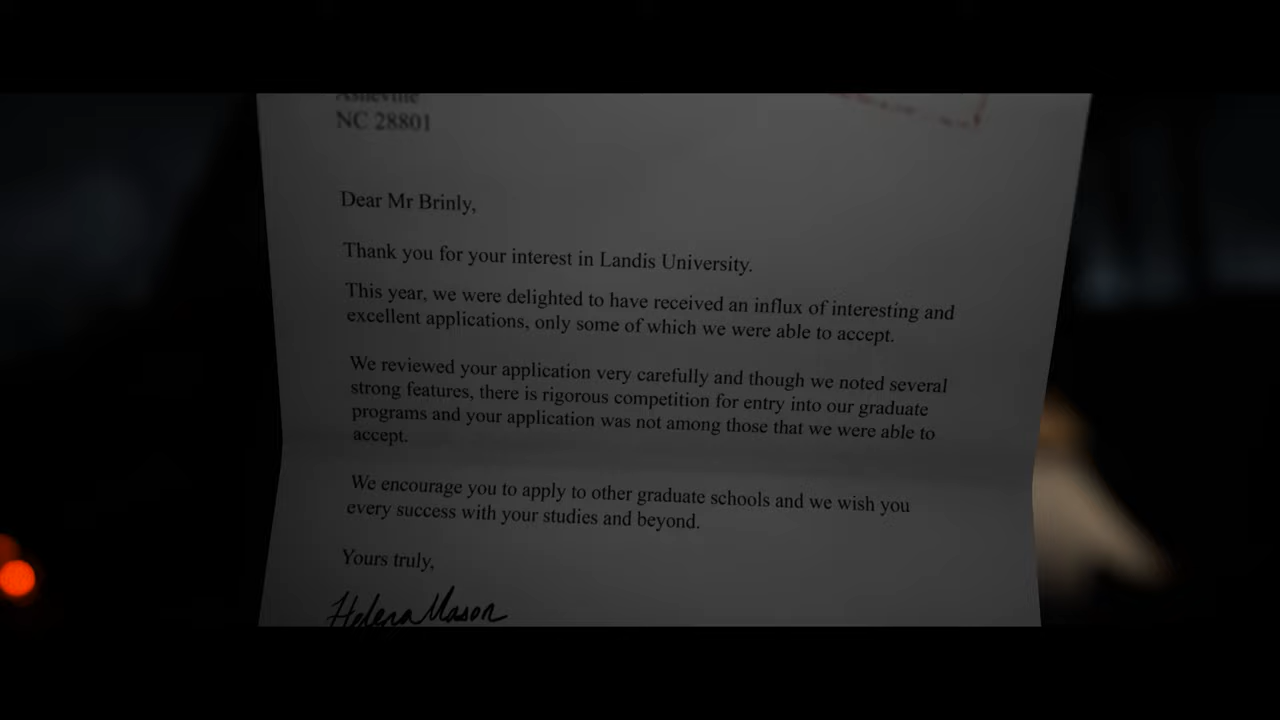 Asheville
NC 28801
Dear Mr Brinly,
Thank you for your interest in Landis University.
This year, we were delighted to have received an influx of interesting and
excellent applications, only some of which we were able to accept.
We reviewed your application very carefully and though we noted several
strong features, there is rigorous competition for entry into our graduate
programs and your application was not among those that we were able to
accept.
We encourage you to apply to other graduate schools and we wish you
every success with your studies and beyond.
Yours truly,
Helena Mason